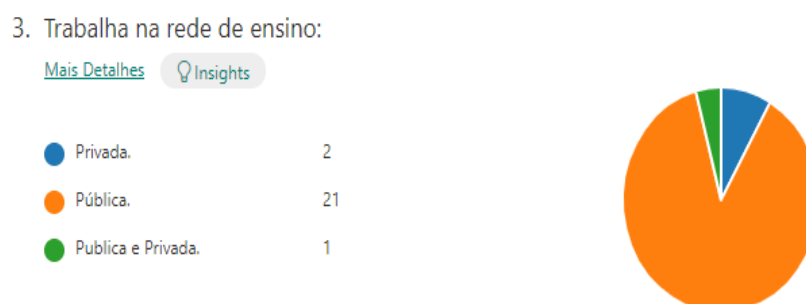 3. Trabalha na rede de ensino:
Mais Detalhes Insights
Privada. 2
Pública. 21
Publica e Privada. 1